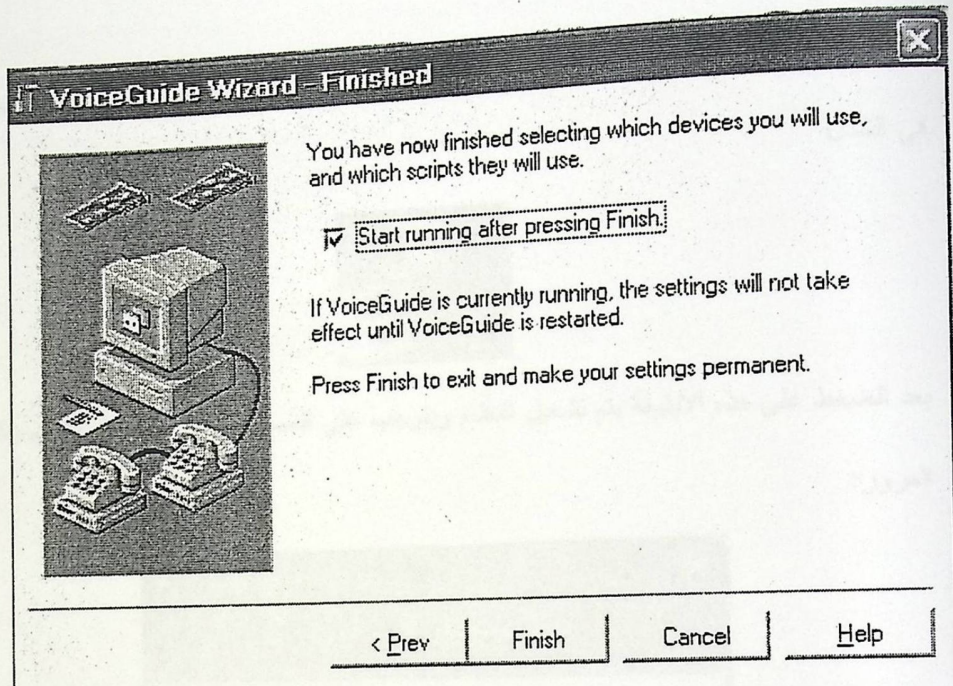 VoiceGuide Wizard - Finished
You have now finished selecting which devices you will use,
and which scripts they will use.
Start running after pressing Finish.
If VoiceGuide is currently running, the settings will not take
effect until VoiceGuide is restarted.
Press Finish to exit and make your settings permanent.
< Prev
Finish
Cancel
Help